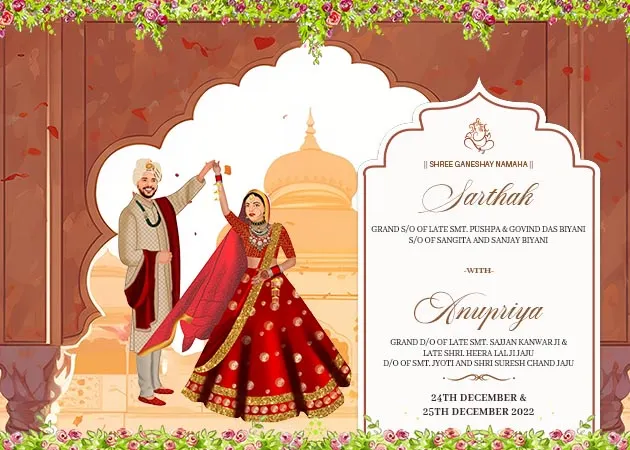 || SHREE GANESHAY NAMAHA ||
Sarthak
GRAND S/O OF LATE SMT. PUSHPA & GOVIND DAS BIYANI
S/O OF SANGITA AND SANJAY BIYANI
-WITH-
Anupriya
GRAND D/O OF LATE SMT. SAJJAN KANWAR JI &
LATE SHRI. HEERA LAL JI JAJU
D/O OF SMT. JYOTI AND SHRI SURESH CHAND JAJU
24TH DECEMBER &
25TH DECEMBER 2022